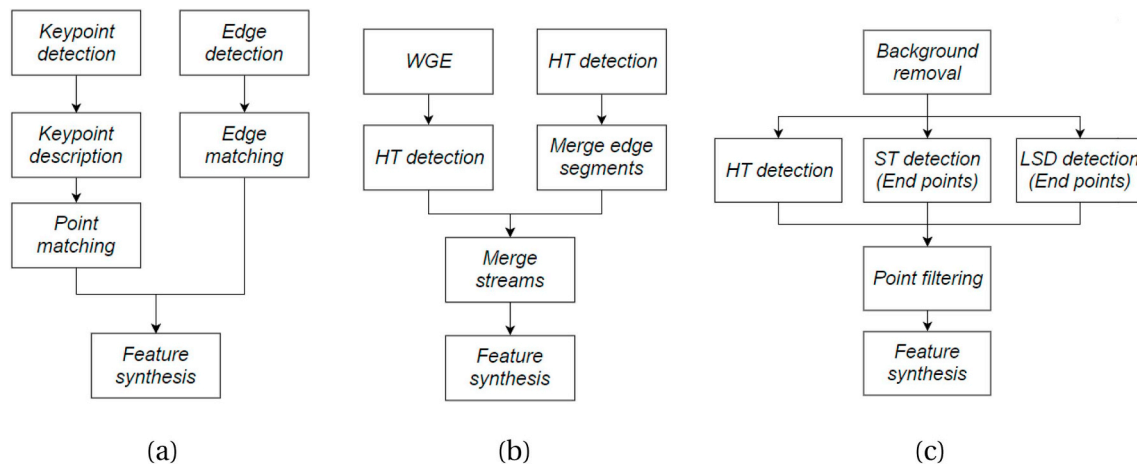 Keypoint
detection
Edge
detection
Keypoint
description
Edge
matching
Point
matching
Feature
synthesis
(a)
WGE
HT detection
HT detection
Merge edge
segments
Merge
streams
Feature
synthesis
(b)
Background
removal
HT detection
ST detection
(End points)
LSD detection
(End points)
Point filtering
Feature
synthesis
(c)